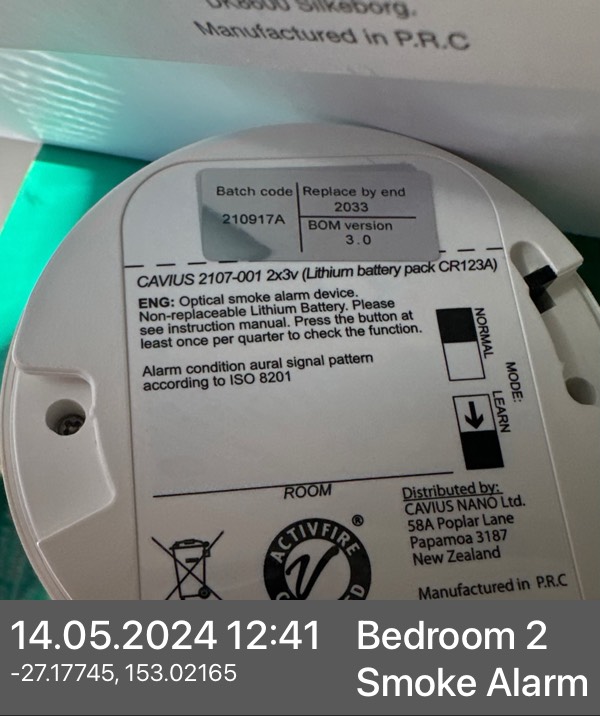 DK8600 Silkeborg.
Manufactured in P.R.C
Batch code
210917A
Replace by end
2033
BOM version
3.0
CAVIUS 2107-001 2x3v (Lithium battery pack CR123A)
ENG: Optical smoke alarm device.
Non-replaceable Lithium Battery. Please
see instruction manual. Press the button at
least once per quarter to check the function.
Alarm condition aural signal pattern
according to ISO 8201
NORMAL
MODE:
LEARN
ROOM
ACTIVFIRE
®
Distributed by:
CAVIUS NANO Ltd.
58A Poplar Lane
Papamoa 3187
New Zealand
Manufactured in P.R.C
14.05.2024 12:41
-27.17745, 153.02165
Bedroom 2
Smoke Alarm